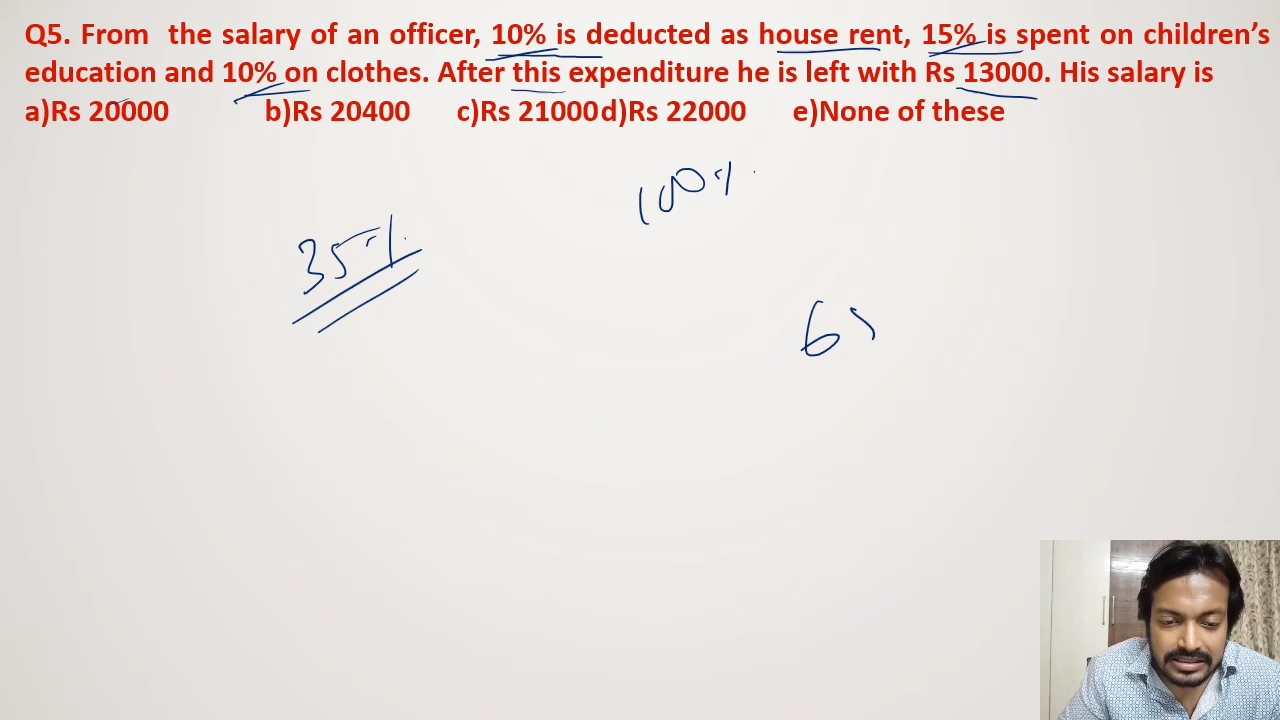 Q5. From the salary of an officer, 10% is deducted as house rent, 15% is spent on children’s
education and 10% on clothes. After this expenditure he is left with Rs 13000. His salary is
a)Rs 20000 b)Rs 20400 c)Rs 21000 d)Rs 22000 e)None of these
100%
35%
6